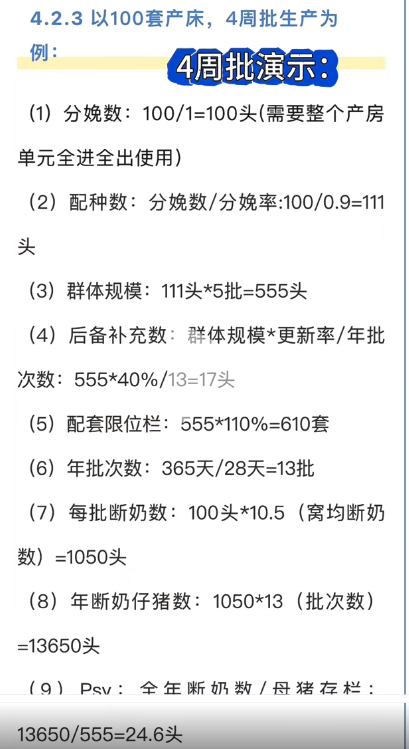 4.2.3 以100套产床，4周批生产为
例：
4周批演示：
（1）分娩数：100/1=100头(需要整个产房
单元全进全出使用)
（2）配种数：分娩数/分娩率:100/0.9=111
头
（3）群体规模：111头*5批=555头
（4）后备补充数：群体规模*更新率/年批
次数：555*40%/13=17头
（5）配套限位栏：555*110%=610套
（6）年批次数：365天/28天=13批
（7）每批断奶数：100头*10.5（窝均断奶
数）=1050头
（8）年断奶仔猪数：1050*13（批次数）
=13650头
（9）Psy：全年断奶数/母猪存栏：
13650/555=24.6头